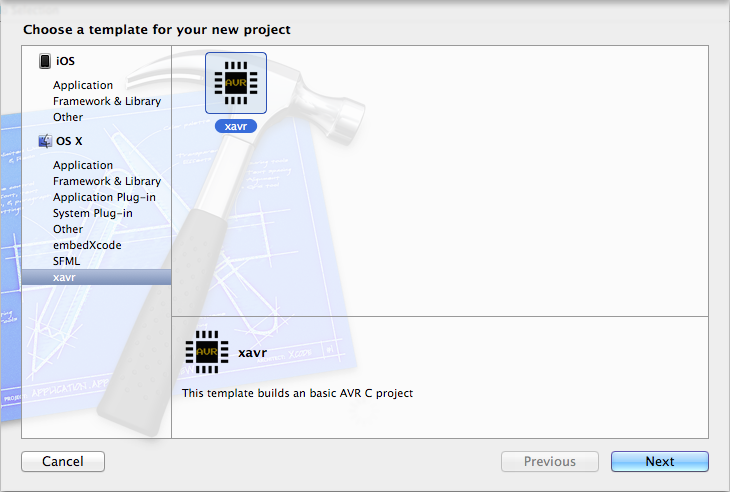 Choose a template for your new project
iOS
Application
Framework & Library
Other
OS X
Application
Framework & Library
Application Plug-in
System Plug-in
Other
embedXcode
SFML
xavr
AVR
xavr
AVR
xavr
This template builds an basic AVR C project
Cancel
Previous
Next